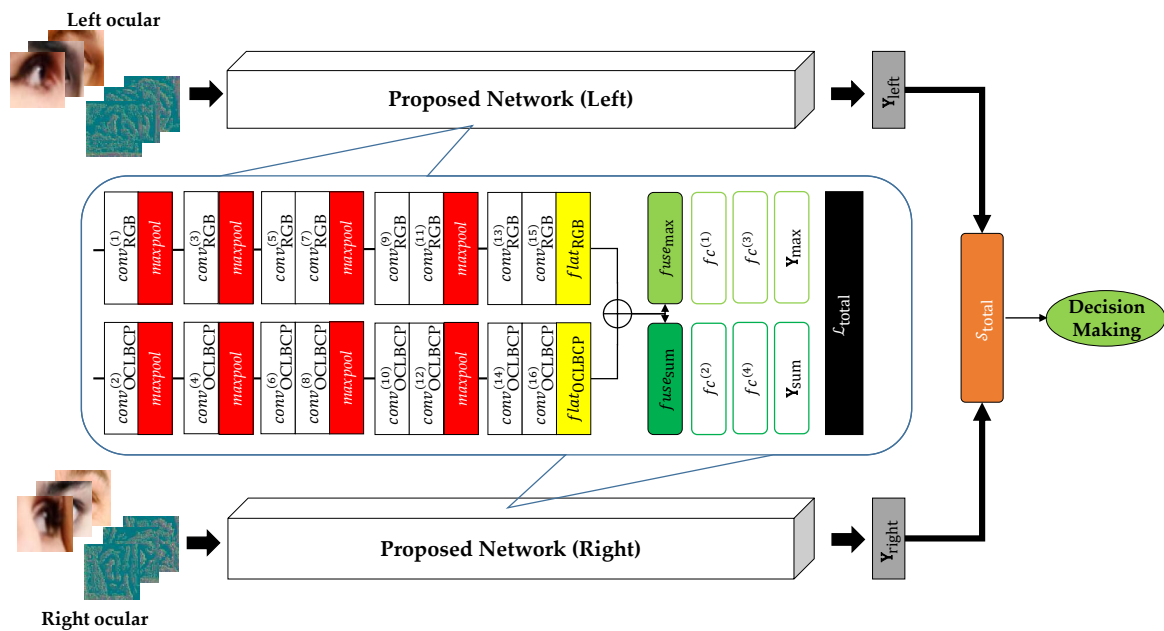 Left ocular
Proposed Network (Left)
Y_left
conv^(1)_RGB
maxpool
conv^(3)_RGB
maxpool
conv^(5)_RGB
conv^(7)_RGB
maxpool
conv^(9)_RGB
conv^(11)_RGB
maxpool
conv^(13)_RGB
conv^(15)_RGB
flat_RGB
fuse_max
fc^(1)
fc^(3)
Y_max
conv^(2)_OCLBCP
maxpool
conv^(4)_OCLBCP
maxpool
conv^(6)_OCLBCP
conv^(8)_OCLBCP
maxpool
conv^(10)_OCLBCP
conv^(12)_OCLBCP
maxpool
conv^(14)_OCLBCP
conv^(16)_OCLBCP
flat_OCLBCP
fuse_sum
fc^(2)
fc^(4)
Y_sum
ℒ_total
𝒮_total
Decision
Making
Proposed Network (Right)
Y_right
Right ocular